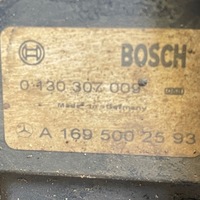 BOSCH
0 130 307 009
Made in Germany
A 169 500 25 93